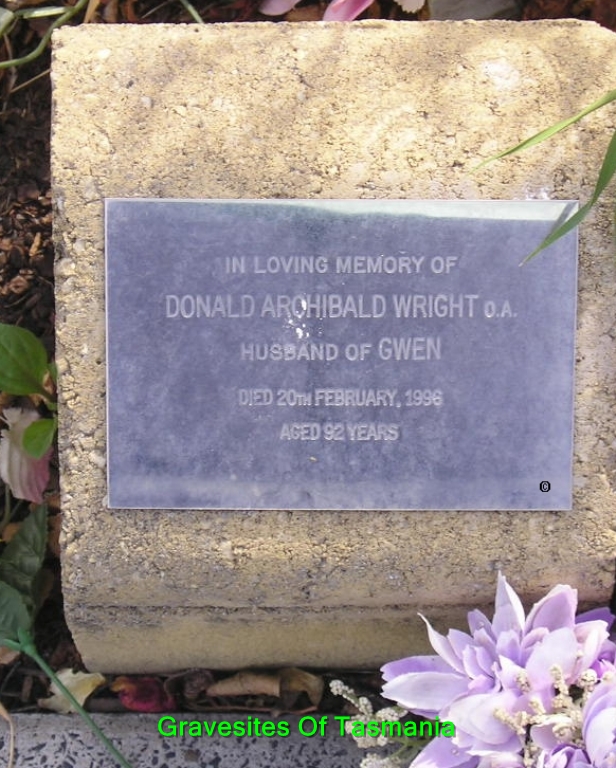 IN LOVING MEMORY OF
DONALD ARCHIBALD WRIGHT O.A.
HUSBAND OF GWEN
DIED 20TH FEBRUARY, 1996
AGED 92 YEARS
©
Gravesites Of Tasmania